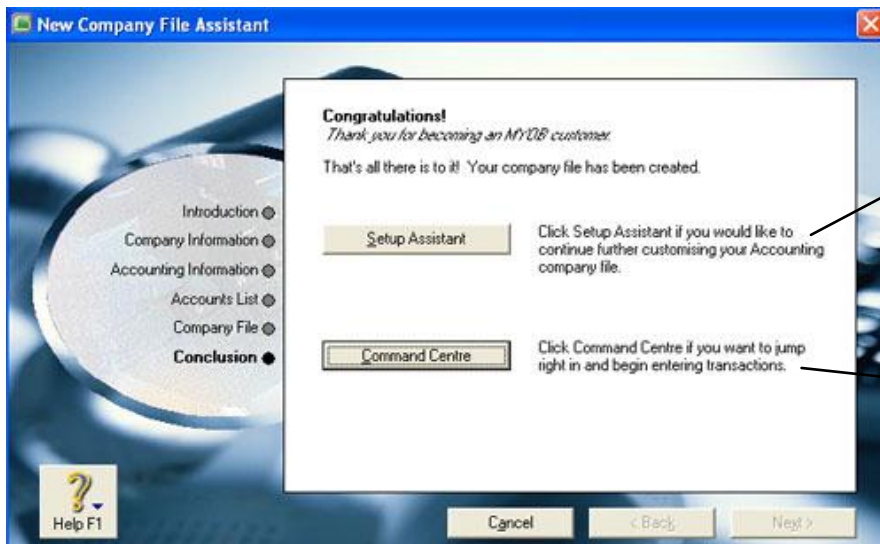 New Company File Assistant
Congratulations!
Thank you for becoming an MYOB customer.
That's all there is to it! Your company file has been created.
Introduction
Company Information
Accounting Information
Accounts List
Company File
Conclusion
Setup Assistant
Click Setup Assistant if you would like to
continue further customising your Accounting
company file.
Command Centre
Click Command Centre if you want to jump
right in and begin entering transactions.
Help F1
Cancel
< Back
Next >